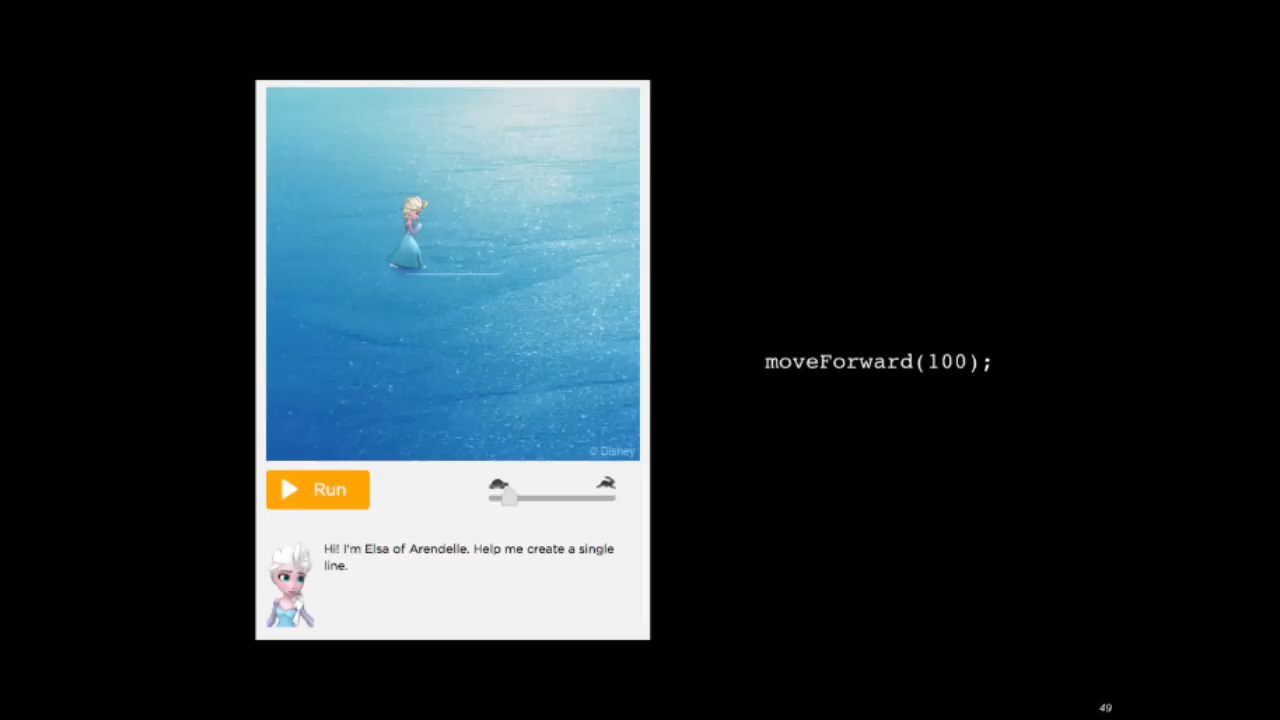 © Disney
Run
Hi! I'm Elsa of Arendelle. Help me create a single
line.
moveForward(100);
49